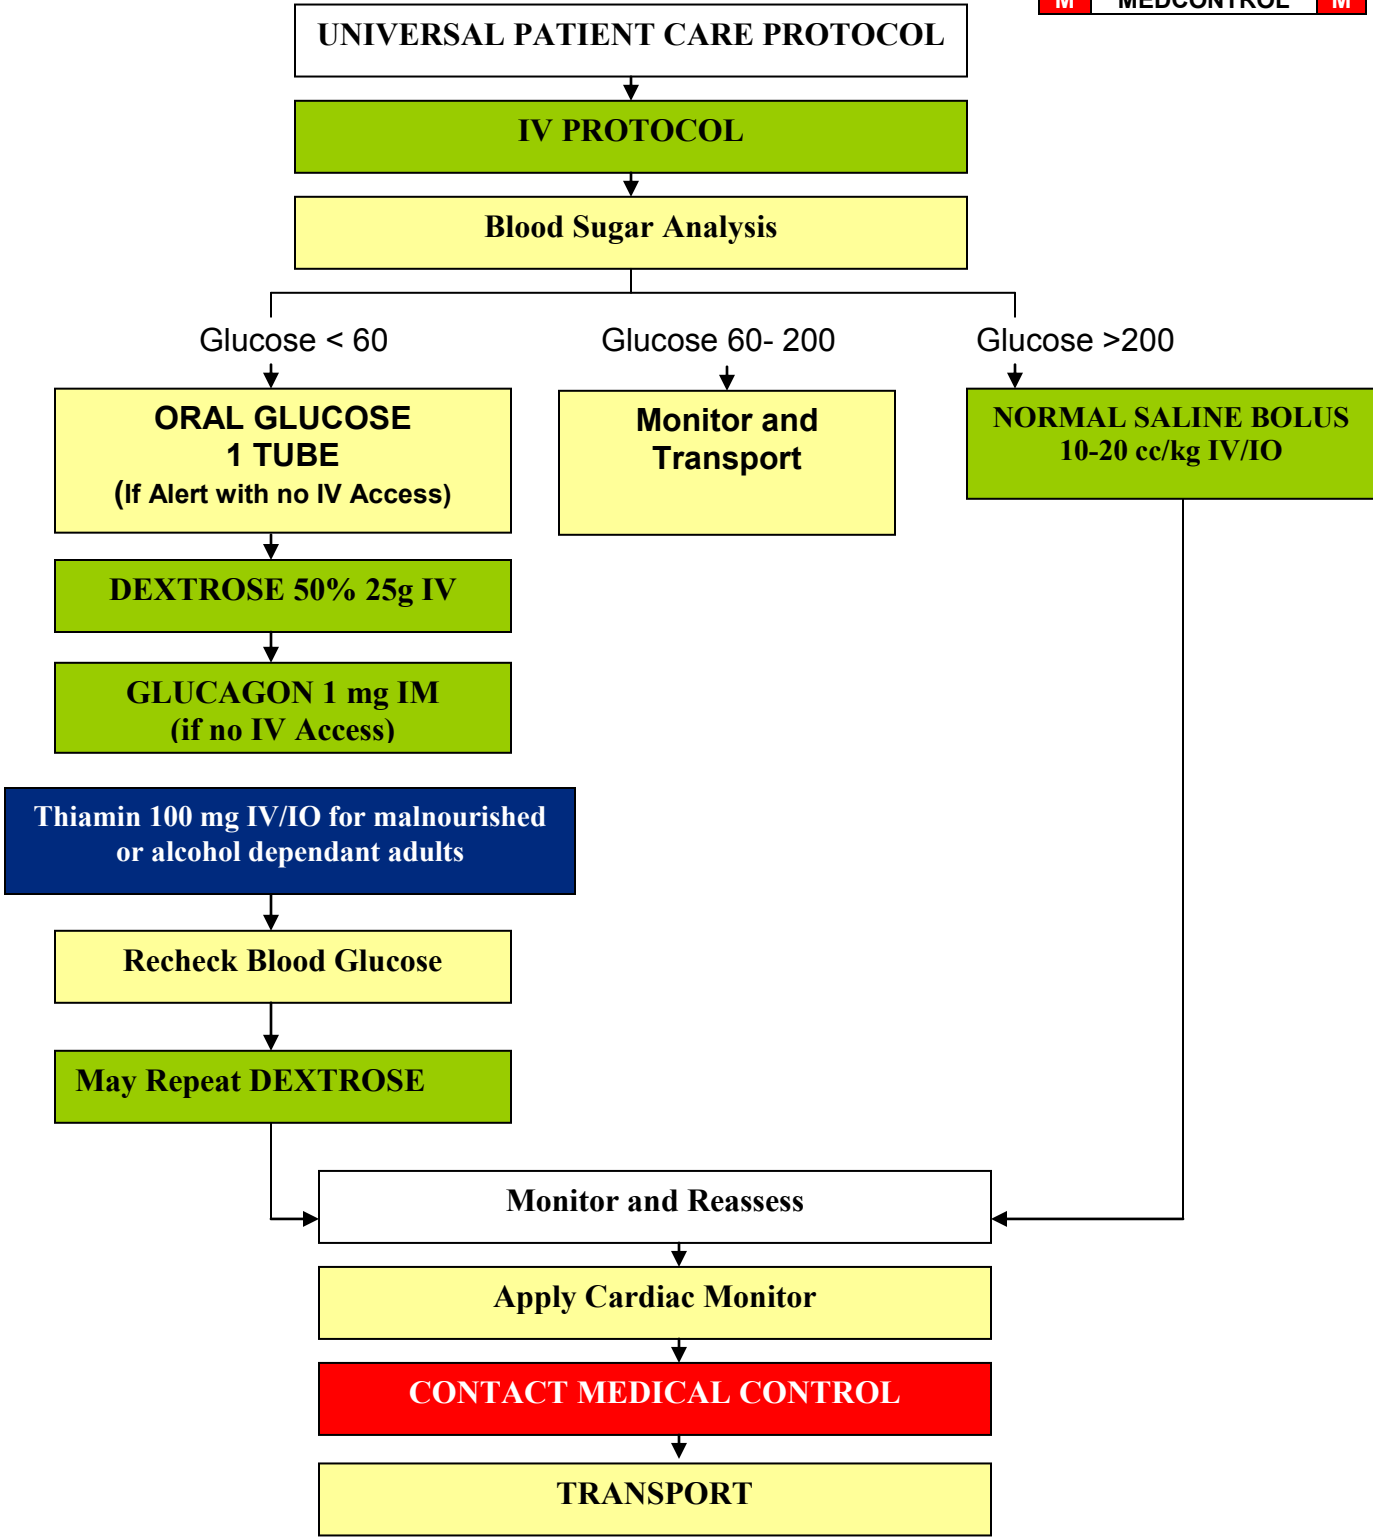 M MEDCONTROL M
UNIVERSAL PATIENT CARE PROTOCOL
IV PROTOCOL
Blood Sugar Analysis
Glucose < 60
Glucose 60- 200
Glucose >200
ORAL GLUCOSE
1 TUBE
(If Alert with no IV Access)
Monitor and
Transport
NORMAL SALINE BOLUS
10-20 cc/kg IV/IO
DEXTROSE 50% 25g IV
GLUCAGON 1 mg IM
(if no IV Access)
Thiamin 100 mg IV/IO for malnourished
or alcohol dependant adults
Recheck Blood Glucose
May Repeat DEXTROSE
Monitor and Reassess
Apply Cardiac Monitor
CONTACT MEDICAL CONTROL
TRANSPORT